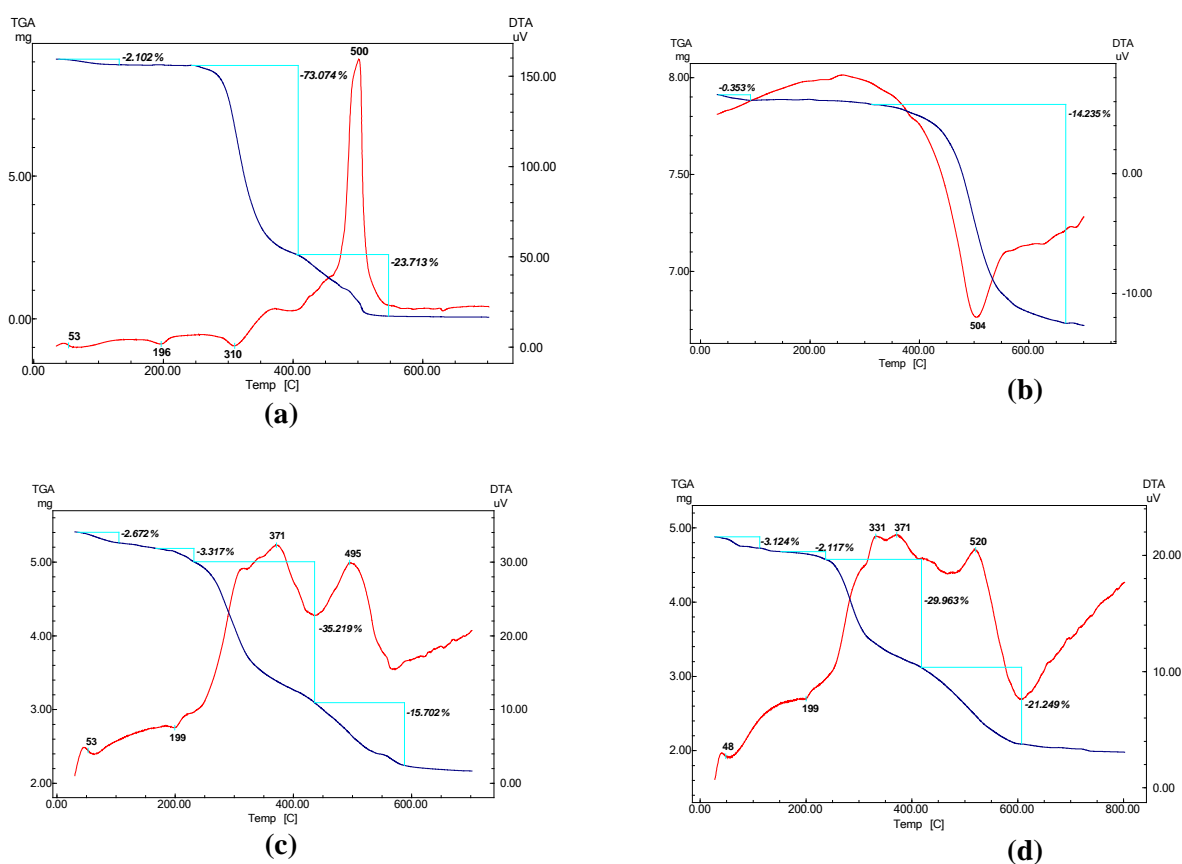 TGA
mg
DTA
uV
500
-2.102%
150.00
-73.074%
100.00
5.00
50.00
-23.713%
0.00
53
196
310
0.00
0.00
200.00
400.00
600.00
Temp [C]
(a)
TGA
mg
DTA
uV
8.00
-0.353%
-14.235%
7.50
0.00
7.00
-10.00
504
0.00
200.00
400.00
600.00
Temp [C]
(b)
TGA
mg
DTA
uV
371
-2.672%
-3.317%
495
5.00
30.00
-35.219%
4.00
20.00
3.00
-15.702%
10.00
53
199
2.00
0.00
0.00
200.00
400.00
600.00
Temp [C]
(c)
TGA
mg
DTA
uV
5.00
331
371
520
-3.124%
-2.117%
20.00
4.00
-29.963%
3.00
10.00
199
-21.249%
48
2.00
0.00
0.00
200.00
400.00
600.00
800.00
Temp [C]
(d)